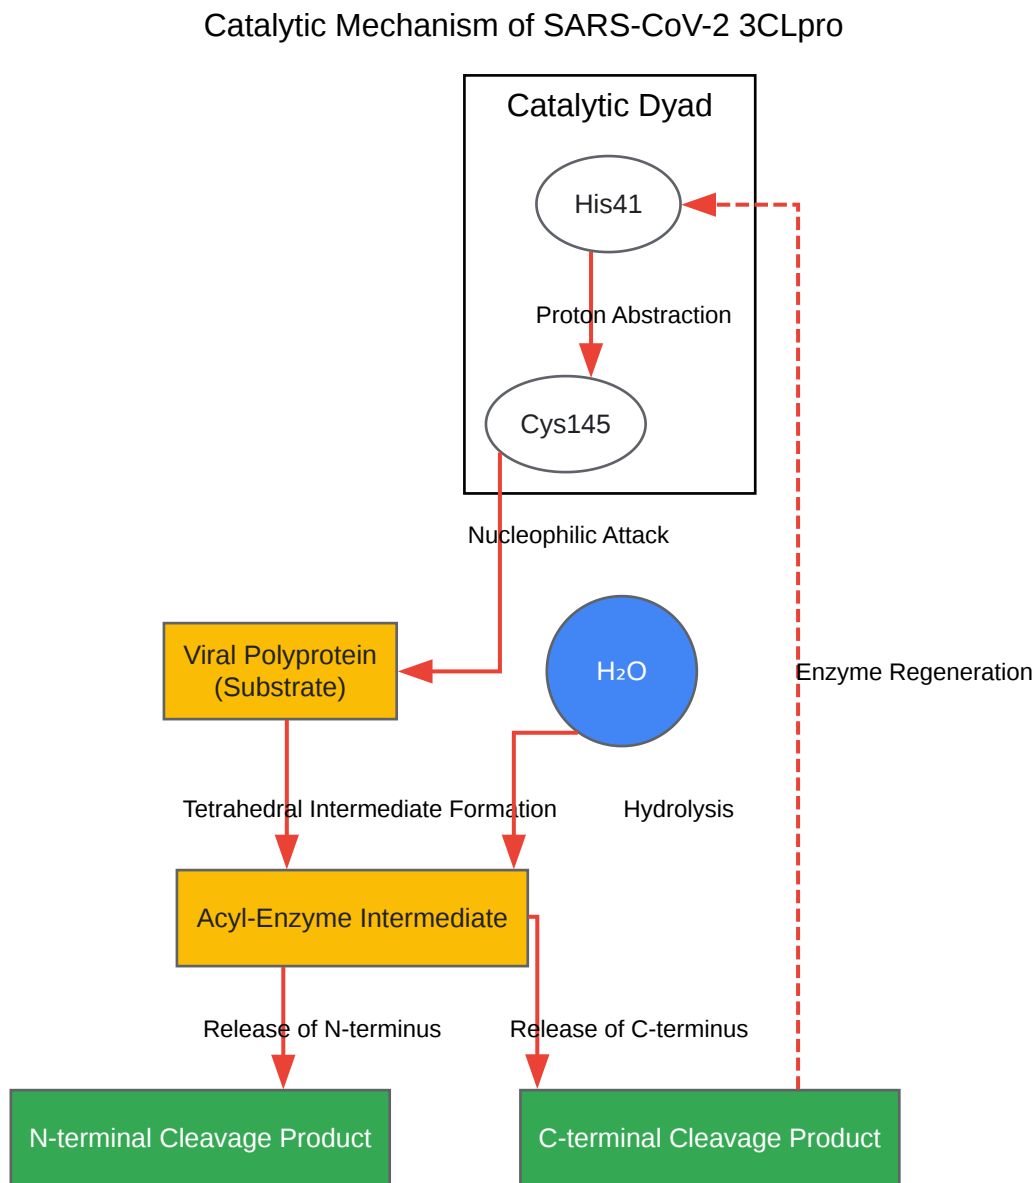 Catalytic Mechanism of SARS-CoV-2 3CLpro
Catalytic Dyad
His41
Proton Abstraction
Cys145
Nucleophilic Attack
Viral Polyprotein
(Substrate)
H₂O
Enzyme Regeneration
Tetrahedral Intermediate Formation
Hydrolysis
Acyl-Enzyme Intermediate
Release of N-terminus
Release of C-terminus
N-terminal Cleavage Product
C-terminal Cleavage Product